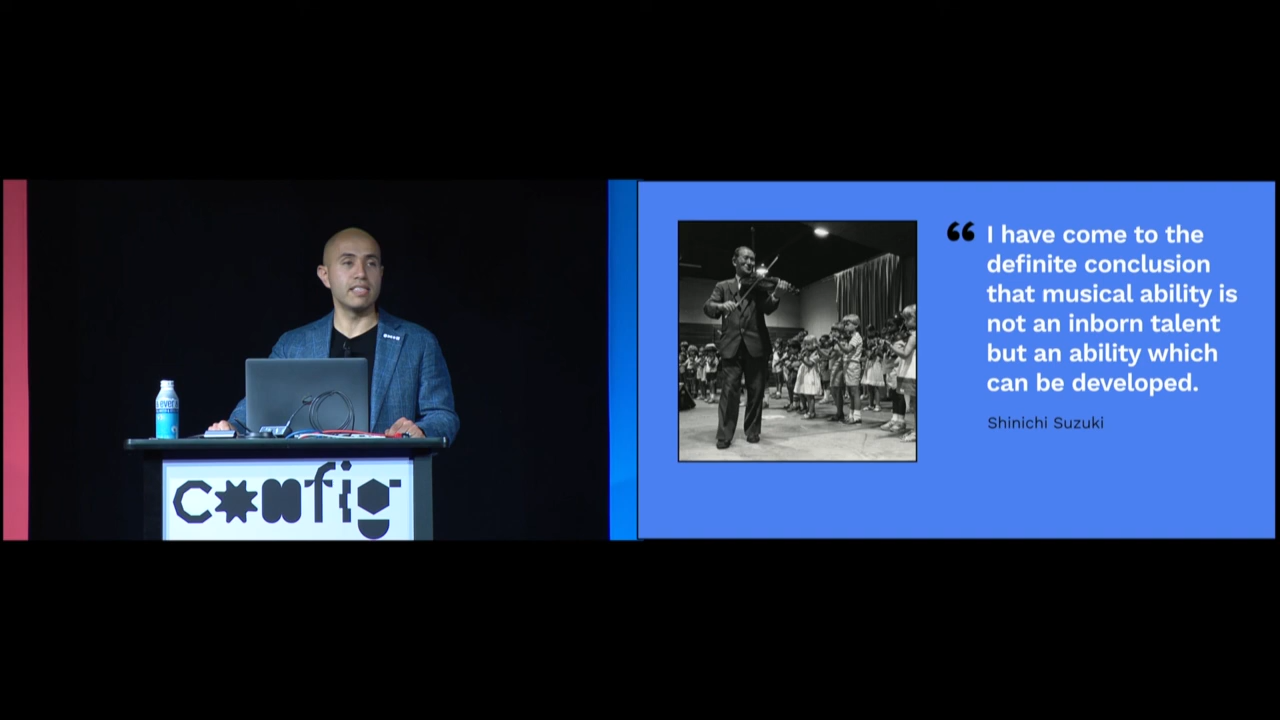 config
“ I have come to the
definite conclusion
that musical ability is
not an inborn talent
but an ability which
can be developed.
Shinichi Suzuki